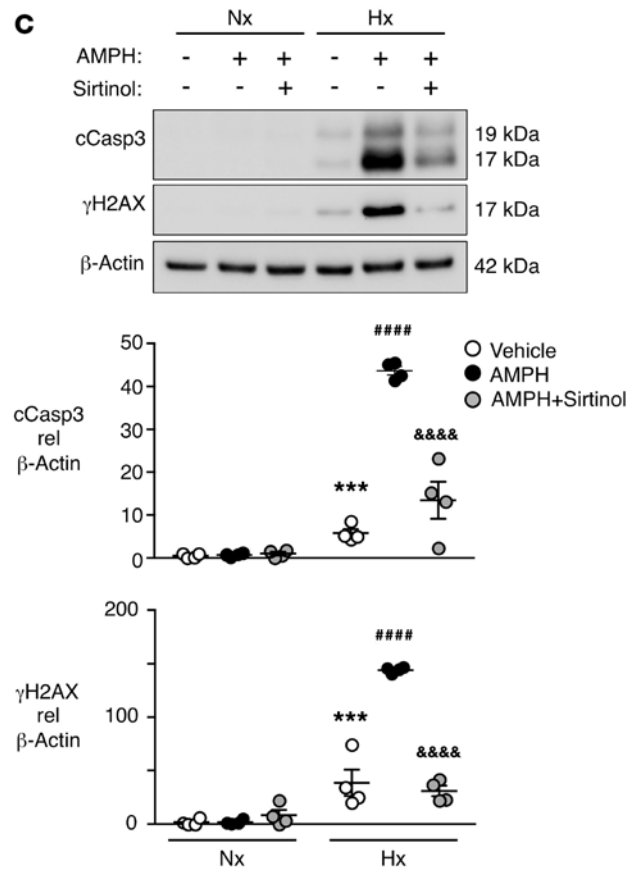 C
Nx Hx
AMPH: - + + - + +
Sirtinol: - - + - - +
cCasp3
19 kDa
17 kDa
γH2AX
17 kDa
β-Actin
42 kDa
####
50
40
30
20
10
0
cCasp3
rel
β-Actin
Vehicle
AMPH
AMPH+Sirtinol
&&&&
***
200
100
0
γH2AX
rel
β-Actin
####
***
&&&&
Nx Hx